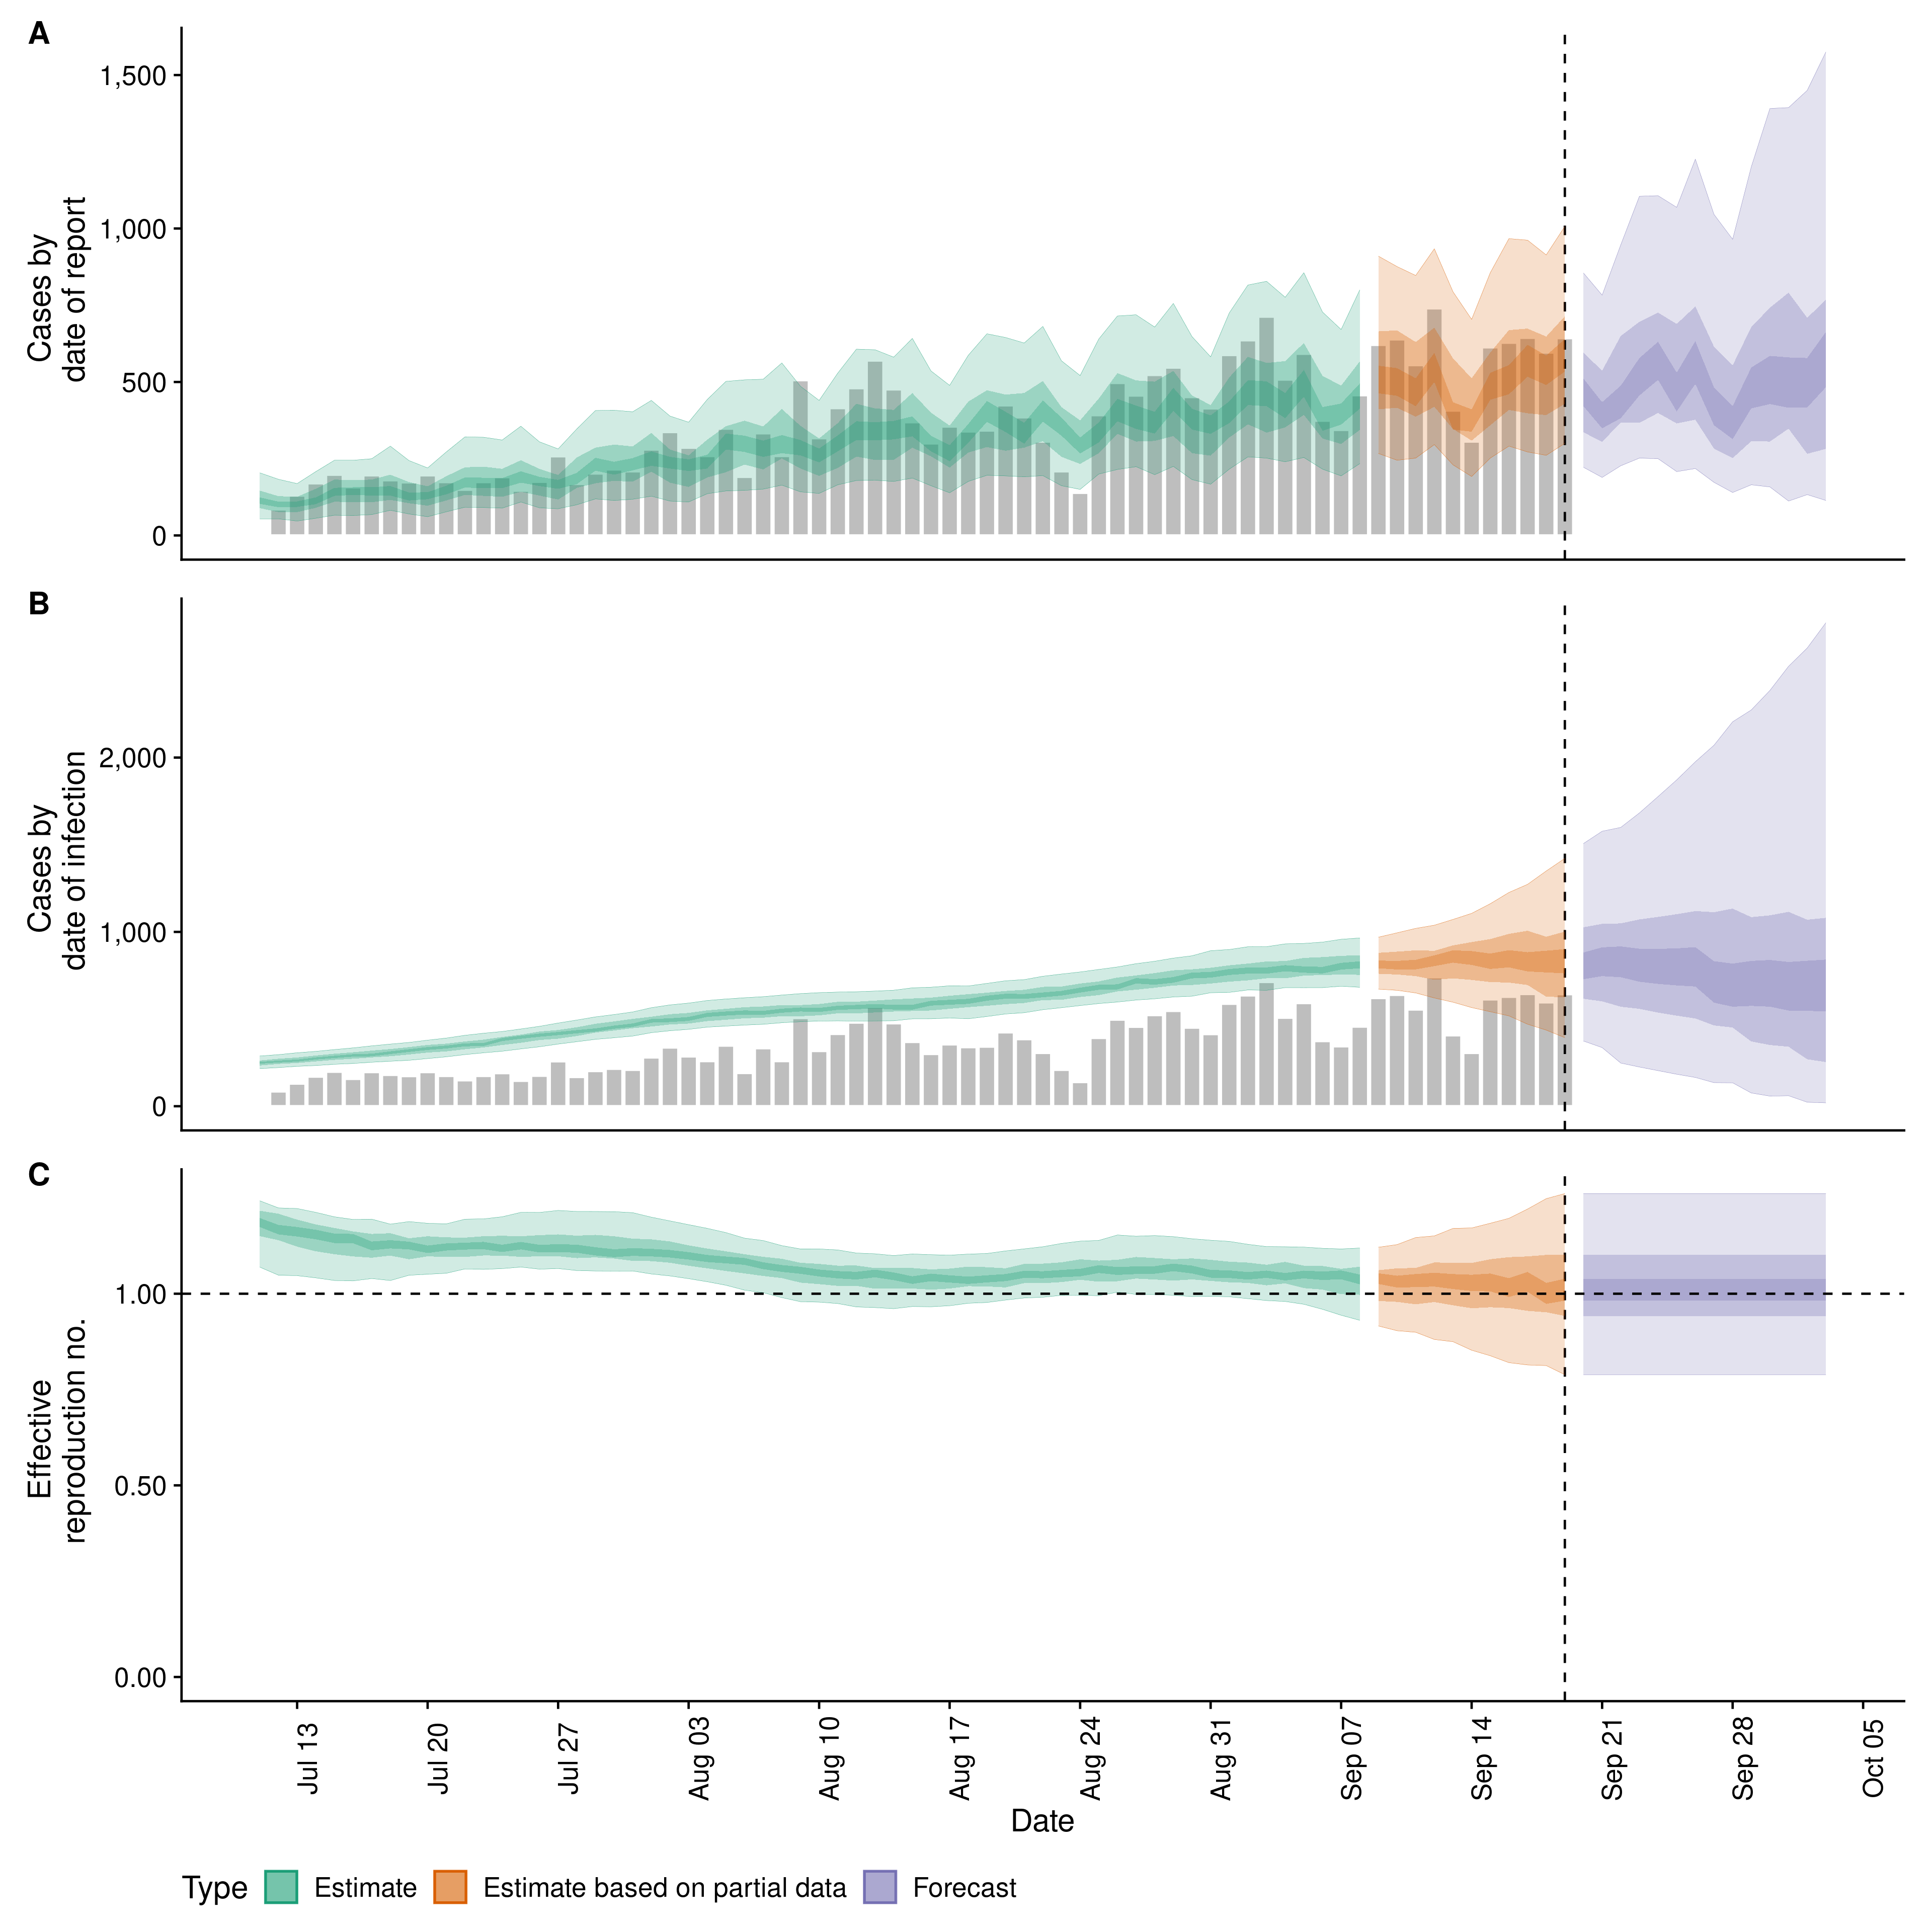 A
Cases by
date of report
1,500
1,000
500
0
B
Cases by
date of infection
2,000
1,000
0
C
Effective
reproduction no.
1.00
0.50
0.00
Jul 13
Jul 20
Jul 27
Aug 03
Aug 10
Aug 17
Aug 24
Aug 31
Sep 07
Sep 14
Sep 21
Sep 28
Oct 05
Date
Type Estimate Estimate based on partial data Forecast